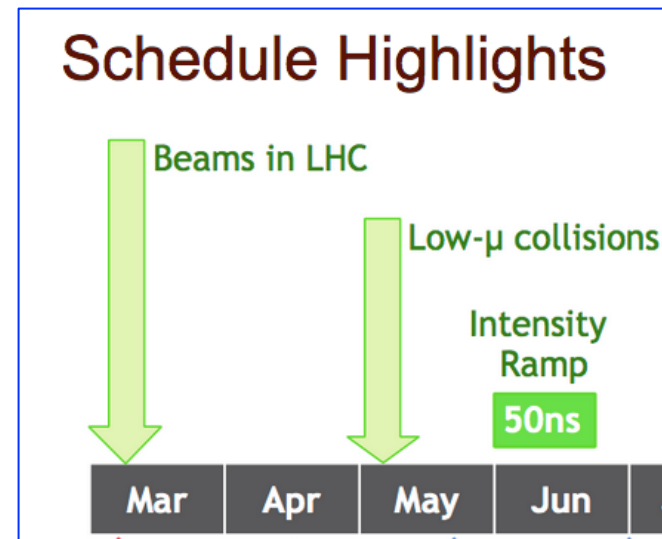 Schedule Highlights
Beams in LHC
Low-µ collisions
Intensity
Ramp
50ns
Mar Apr May Jun